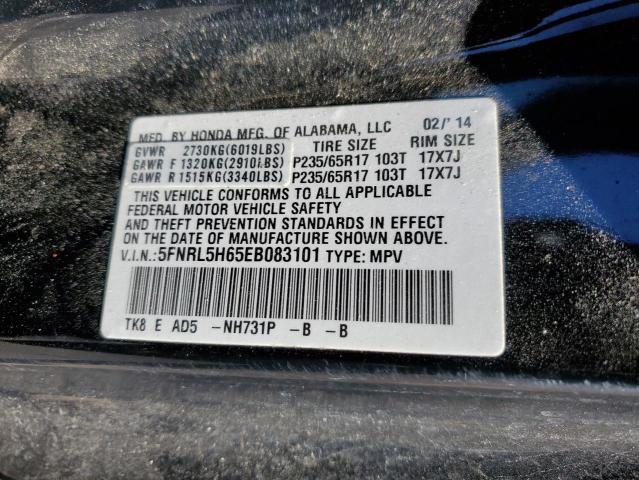 MFD. BY HONDA MFG. OF ALABAMA, LLC 02/'14
GVWR 2730KG(6019LBS) TIRE SIZE RIM SIZE
GAWR F 1320KG(2910LBS) P235/65R17 103T 17X7J
GAWR R 1515KG(3340LBS) P235/65R17 103T 17X7J
THIS VEHICLE CONFORMS TO ALL APPLICABLE
FEDERAL MOTOR VEHICLE SAFETY
AND THEFT PREVENTION STANDARDS IN EFFECT
ON THE DATE OF MANUFACTURE SHOWN ABOVE.
V.I.N.: 5FNRL5H65EB083101 TYPE: MPV
TK8 E AD5 -NH731P -B -B